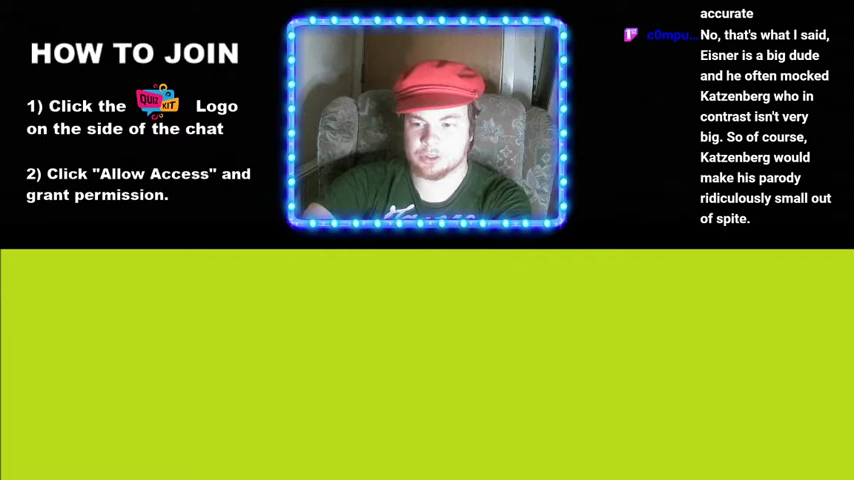 HOW TO JOIN
1) Click the QUIZ KIT Logo
on the side of the chat
2) Click "Allow Access" and
grant permission.
accurate
c0mpu... No, that's what I said,
Eisner is a big dude
and he often mocked
Katzenberg who in
contrast isn't very
big. So of course,
Katzenberg would
make his parody
ridiculously small out
of spite.